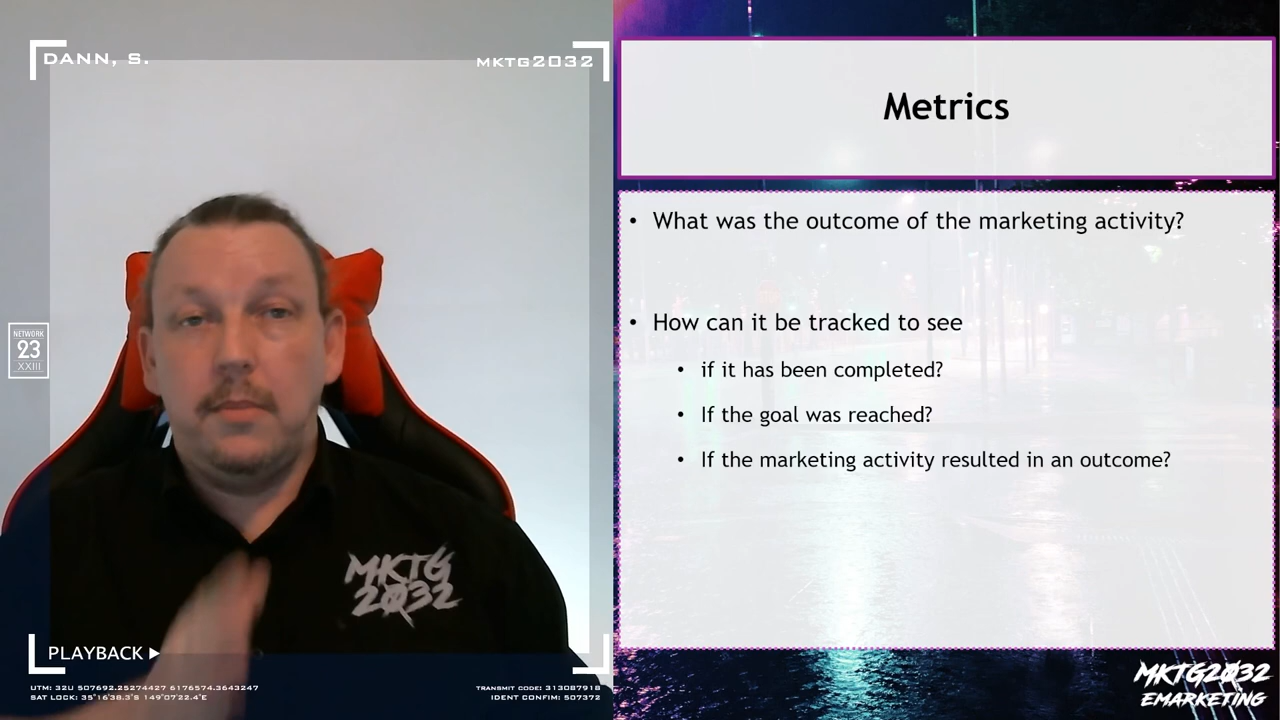 DANN, S.
MKTG2032
NETWORK
23
XXIII
MKTG
2032
PLAYBACK
UTM: 32U 507692.25274427 6176574.3643247
SAT LOCK: 35°16'38.3"S 149°07'22.4"E
TRANSMIT CODE: 313087918
IDENT CONFIM: 507372
Metrics
• What was the outcome of the marketing activity?
• How can it be tracked to see
• if it has been completed?
• If the goal was reached?
• If the marketing activity resulted in an outcome?
MKTG2032
EMARKETING